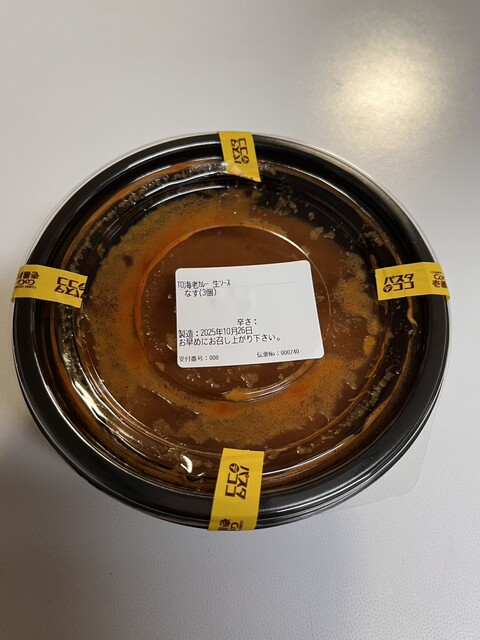 パスタ
デ
ココ
TO海老カレー 生ソース
なす(3個)
辛さ：
製造：2025年10月26日
お早めにお召し上がり下さい。
受付番号：000
伝票No：000240
パスタ
デ
ココ
壱番
パスタ
デ
ココ
壱番
パスタ
デ
ココ